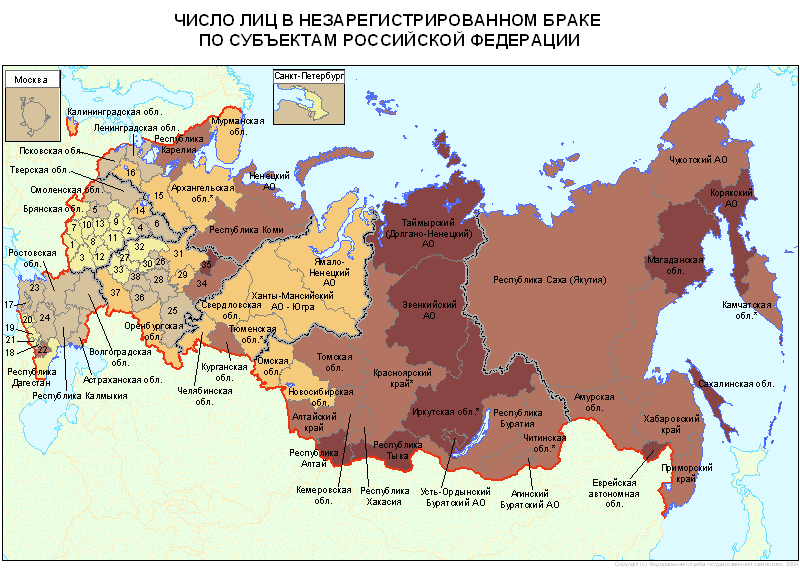 ЧИСЛО ЛИЦ В НЕЗАРЕГИСТРИРОВАННОМ БРАКЕ
ПО СУБЪЕКТАМ РОССИЙСКОЙ ФЕДЕРАЦИИ
Москва
Санкт-Петербург
Калининградская обл.
Мурманская
обл.
Ленинградская обл.
Республика
Карелия
Псковская обл.
Тверская обл.
Смоленская обл.
Брянская обл.
Ненецкий
АО
Архангельская
обл.*
Республика Коми
Чукотский АО
Корякский
АО
Таймырский
(Долгано-Ненецкий)
АО
Магаданская
обл.
Камчатская
обл.*
Республика Саха (Якутия)
Ямало-
Ненецкий
АО
Ханты-Мансийский
АО - Югра
Эвенкийский
АО
Ростовская
обл.
16
15
14
5
7
10
13
9
4
6
8
11
2
1
3
12
32
27
30
26
31
33
38
29
35
34
37
36
28
25
23
17
20
24
19
21
18
22
Свердловская
обл.
Тюменская
обл.*
Оренбургская
обл.
Волгоградская
обл.
Астраханская обл.
Республика Калмыкия
Республика
Дагестан
Челябинская
обл.
Курганская
обл.
Омская
обл.
Томская
обл.
Новосибирская
обл.
Красноярский
край*
Алтайский
край
Иркутская обл.*
Республика
Бурятия
Читинская
обл.*
Амурская
обл.
Сахалинская обл.
Хабаровский
край
Приморский
край
Республика
Алтай
Республика
Тыва
Кемеровская
обл.
Республика
Хакасия
Усть-Ордынский
Бурятский АО
Агинский
Бурятский АО
Еврейская
автономная
обл.
Copyright (c) Федеральная служба государственной статистики, 2004